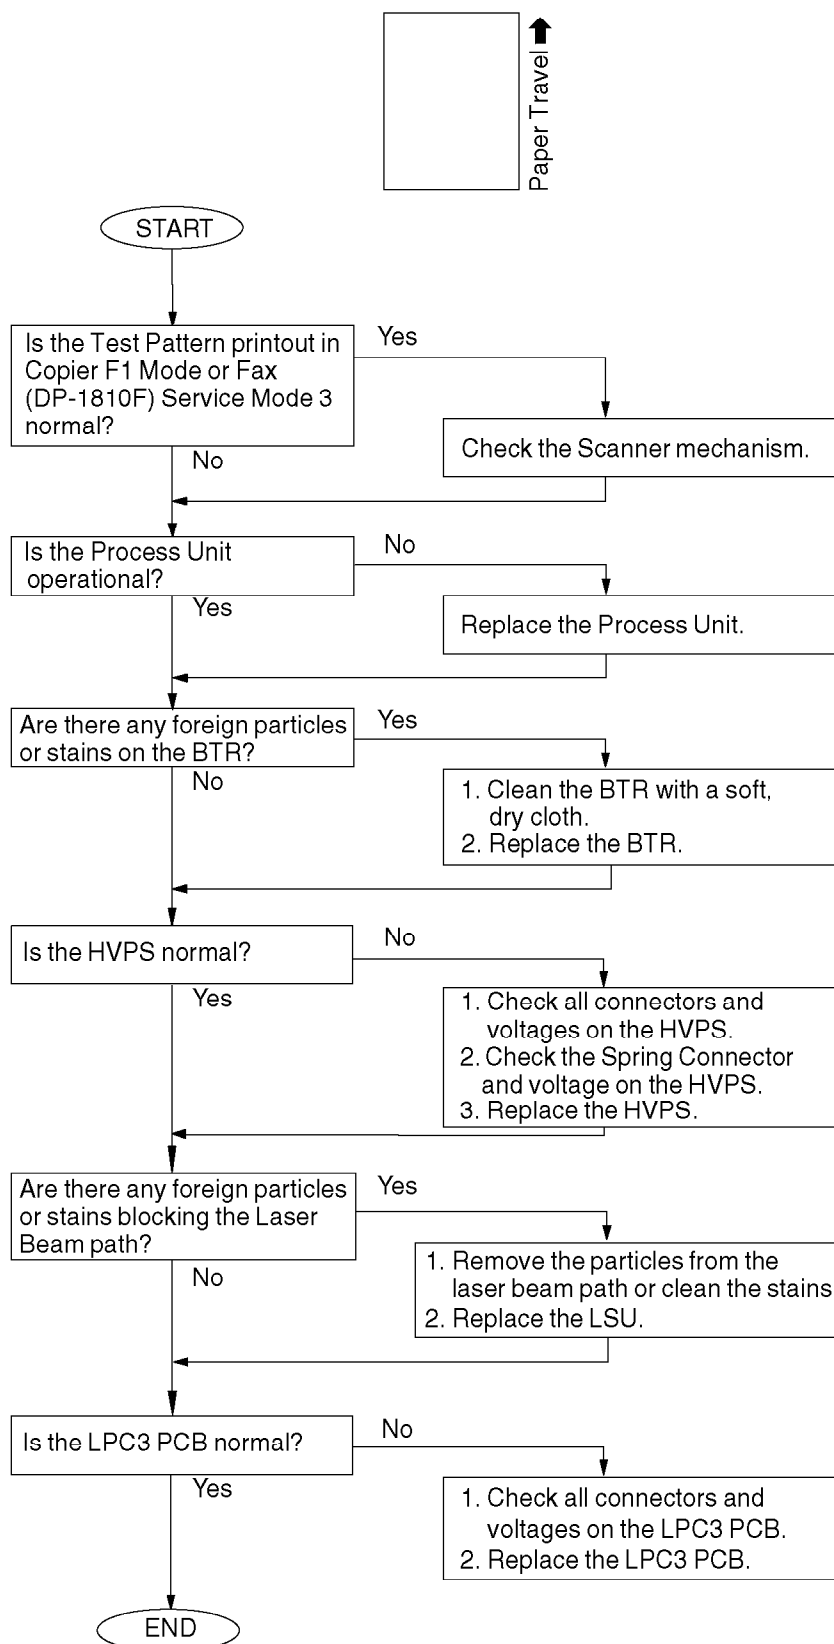 Paper Travel
START
Is the Test Pattern printout in
Copier F1 Mode or Fax
(DP-1810F) Service Mode 3
normal?
Yes
Check the Scanner mechanism.
No
Is the Process Unit
operational?
No
Replace the Process Unit.
Yes
Are there any foreign particles
or stains on the BTR?
Yes
1. Clean the BTR with a soft,
dry cloth.
2. Replace the BTR.
No
Is the HVPS normal?
No
1. Check all connectors and
voltages on the HVPS.
2. Check the Spring Connector
and voltage on the HVPS.
3. Replace the HVPS.
Yes
Are there any foreign particles
or stains blocking the Laser
Beam path?
Yes
1. Remove the particles from the
laser beam path or clean the stains
2. Replace the LSU.
No
Is the LPC3 PCB normal?
No
1. Check all connectors and
voltages on the LPC3 PCB.
2. Replace the LPC3 PCB.
Yes
END